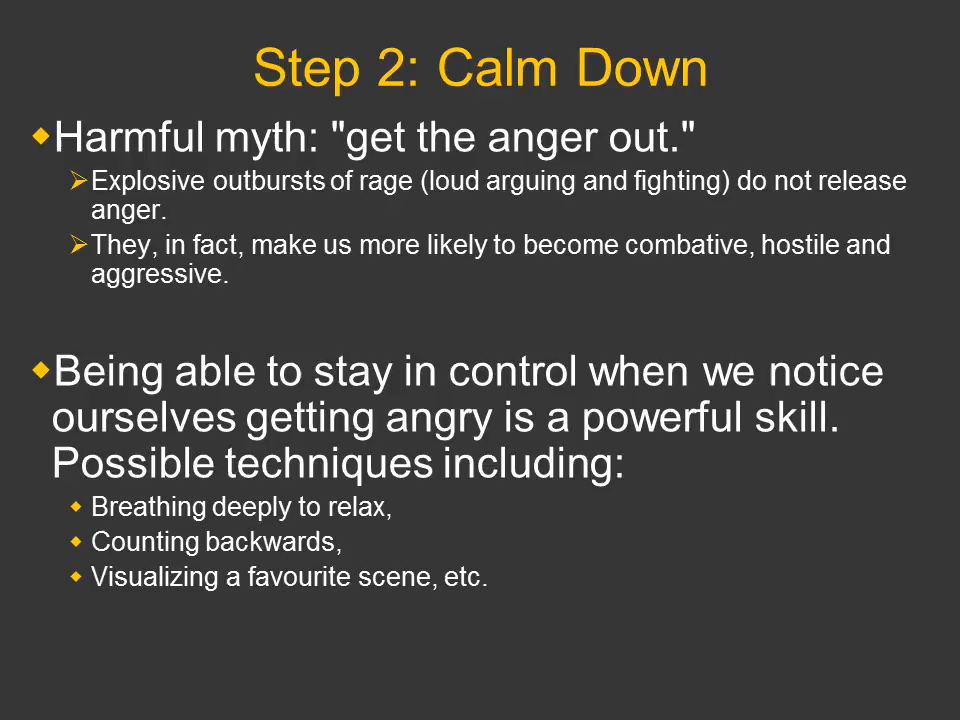 Step 2: Calm Down
Harmful myth: "get the anger out."
Explosive outbursts of rage (loud arguing and fighting) do not release
anger.
They, in fact, make us more likely to become combative, hostile and
aggressive.
Being able to stay in control when we notice
ourselves getting angry is a powerful skill.
Possible techniques including:
Breathing deeply to relax,
Counting backwards,
Visualizing a favourite scene, etc.